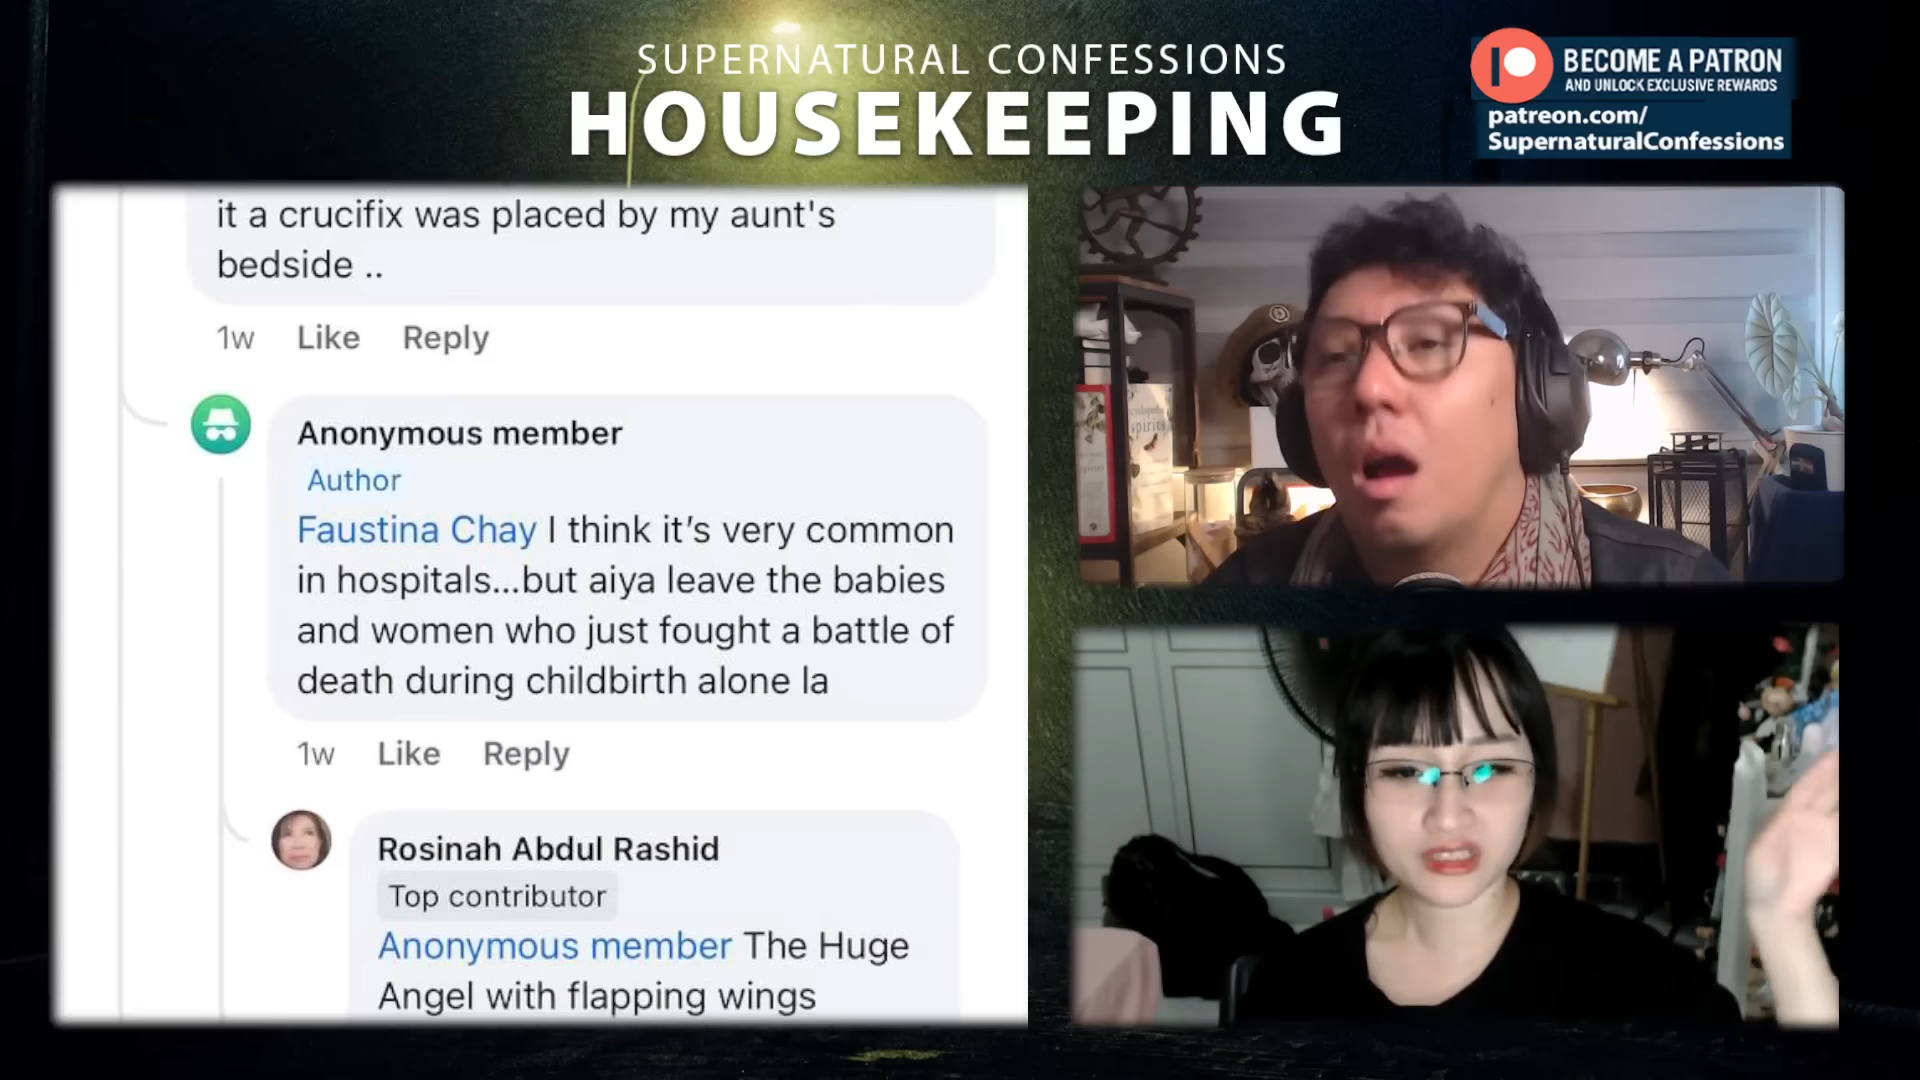 SUPERNATURAL CONFESSIONS
HOUSEKEEPING
BECOME A PATRON
AND UNLOCK EXCLUSIVE REWARDS
patreon.com/
SupernaturalConfessions
it a crucifix was placed by my aunt's
bedside ..
1w Like Reply
Anonymous member
Author
Faustina Chay I think it's very common
in hospitals...but aiya leave the babies
and women who just fought a battle of
death during childbirth alone la
1w Like Reply
Rosinah Abdul Rashid
Top contributor
Anonymous member The Huge
Angel with flapping wings
spirits